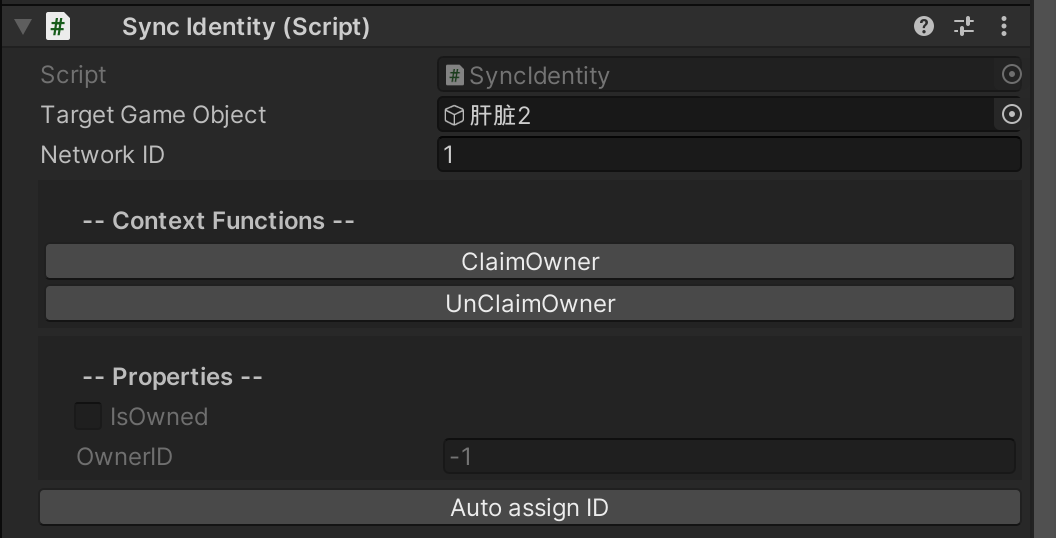 Sync Identity (Script)
Script
SyncIdentity
Target Game Object
肝脏2
Network ID
1
-- Context Functions --
ClaimOwner
UnClaimOwner
-- Properties --
IsOwned
OwnerID
-1
Auto assign ID